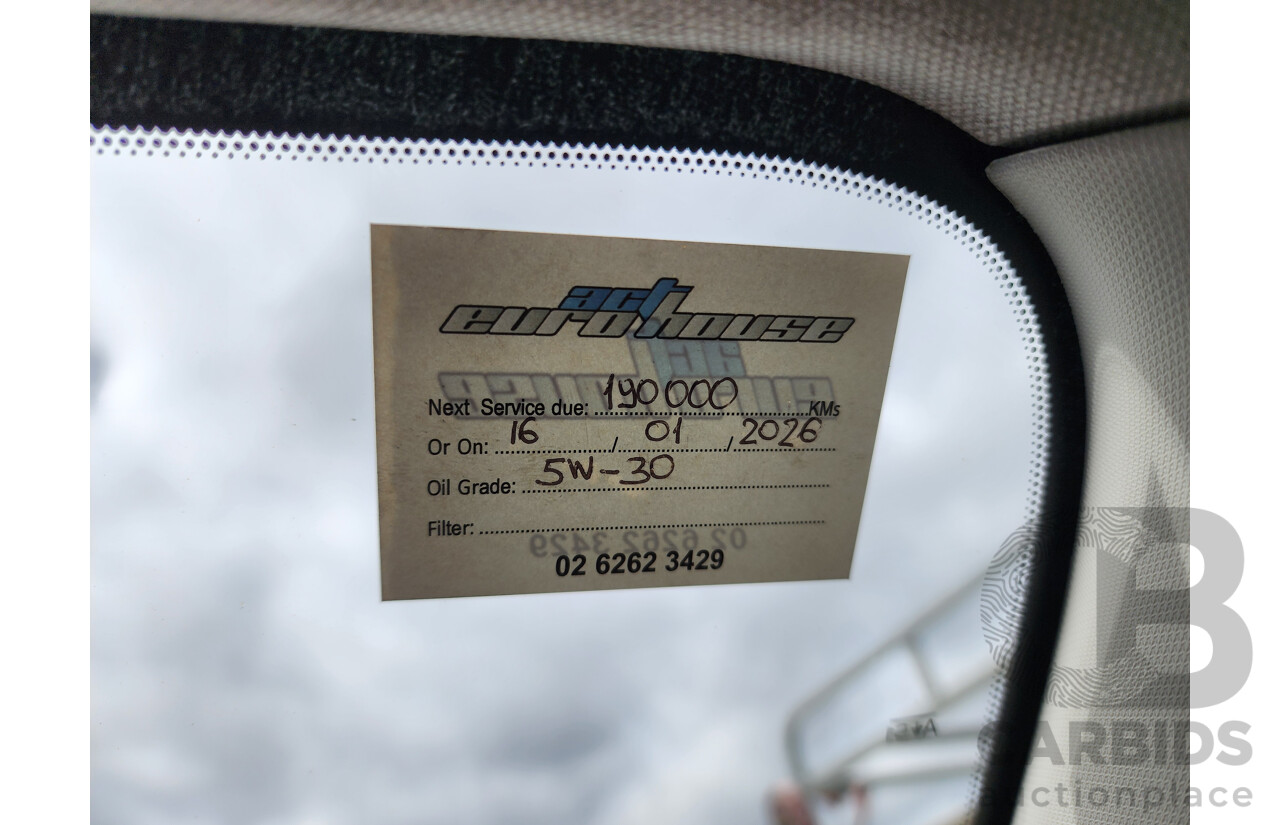 act
eurohouse
Next Service due: 190000 KMs
Or On: 16 / 01 / 2026
Oil Grade: 5W-30
Filter:
02 6262 3429
CARBIDS
auctionplace